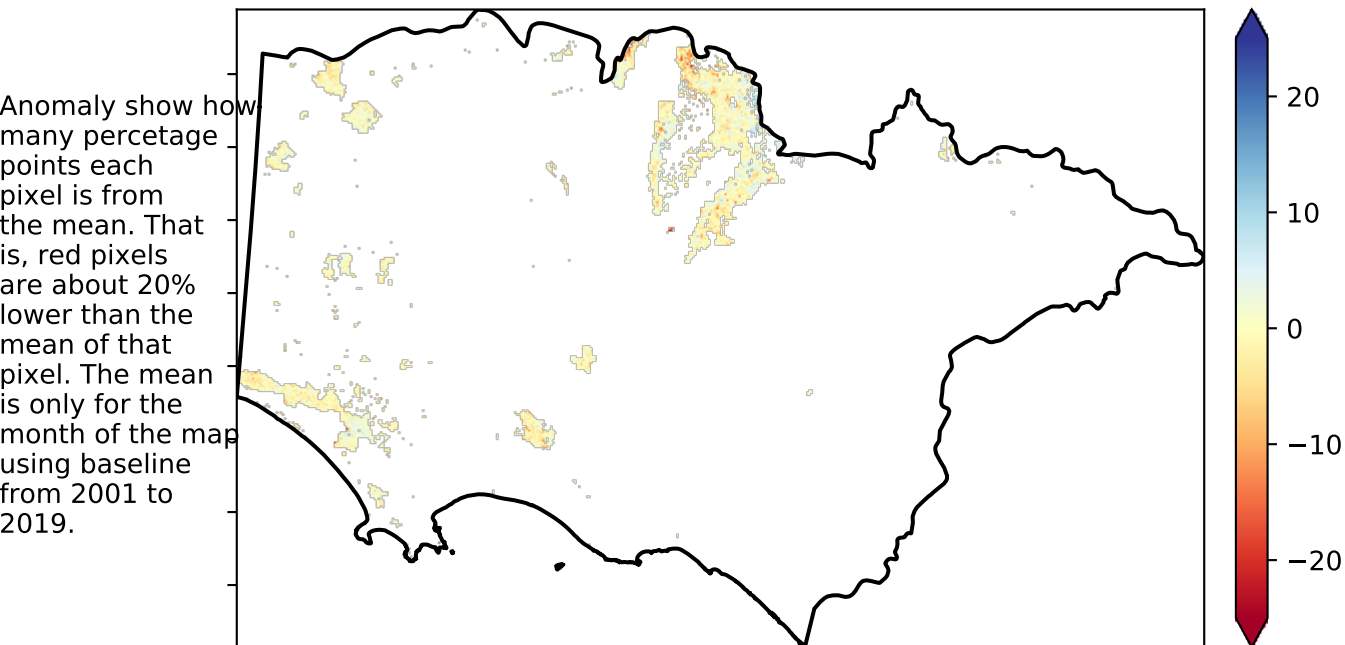 Anomaly show how
many percetage
points each
pixel is from
the mean. That
is, red pixels
are about 20%
lower than the
mean of that
pixel. The mean
is only for the
month of the map
using baseline
from 2001 to
2019.
20
10
0
−10
−20